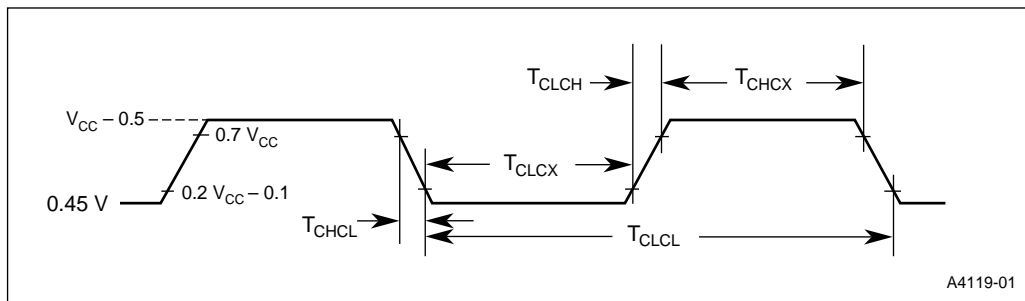 T_CLCH
T_CHCX
V_CC – 0.5
0.7 V_CC
T_CLCX
0.2 V_CC – 0.1
0.45 V
T_CHCL
T_CLCL
A4119-01